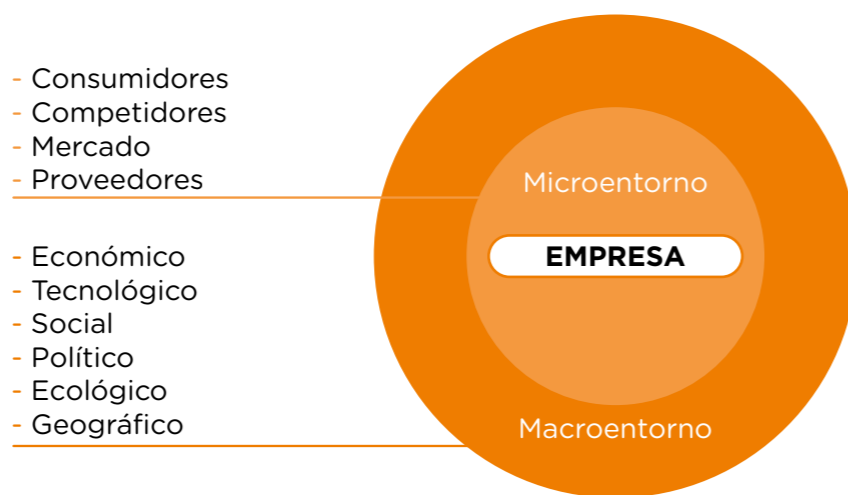 - Consumidores
- Competidores
- Mercado
- Proveedores
Microentorno
EMPRESA
- Económico
- Tecnológico
- Social
- Político
- Ecológico
- Geográfico
Macroentorno